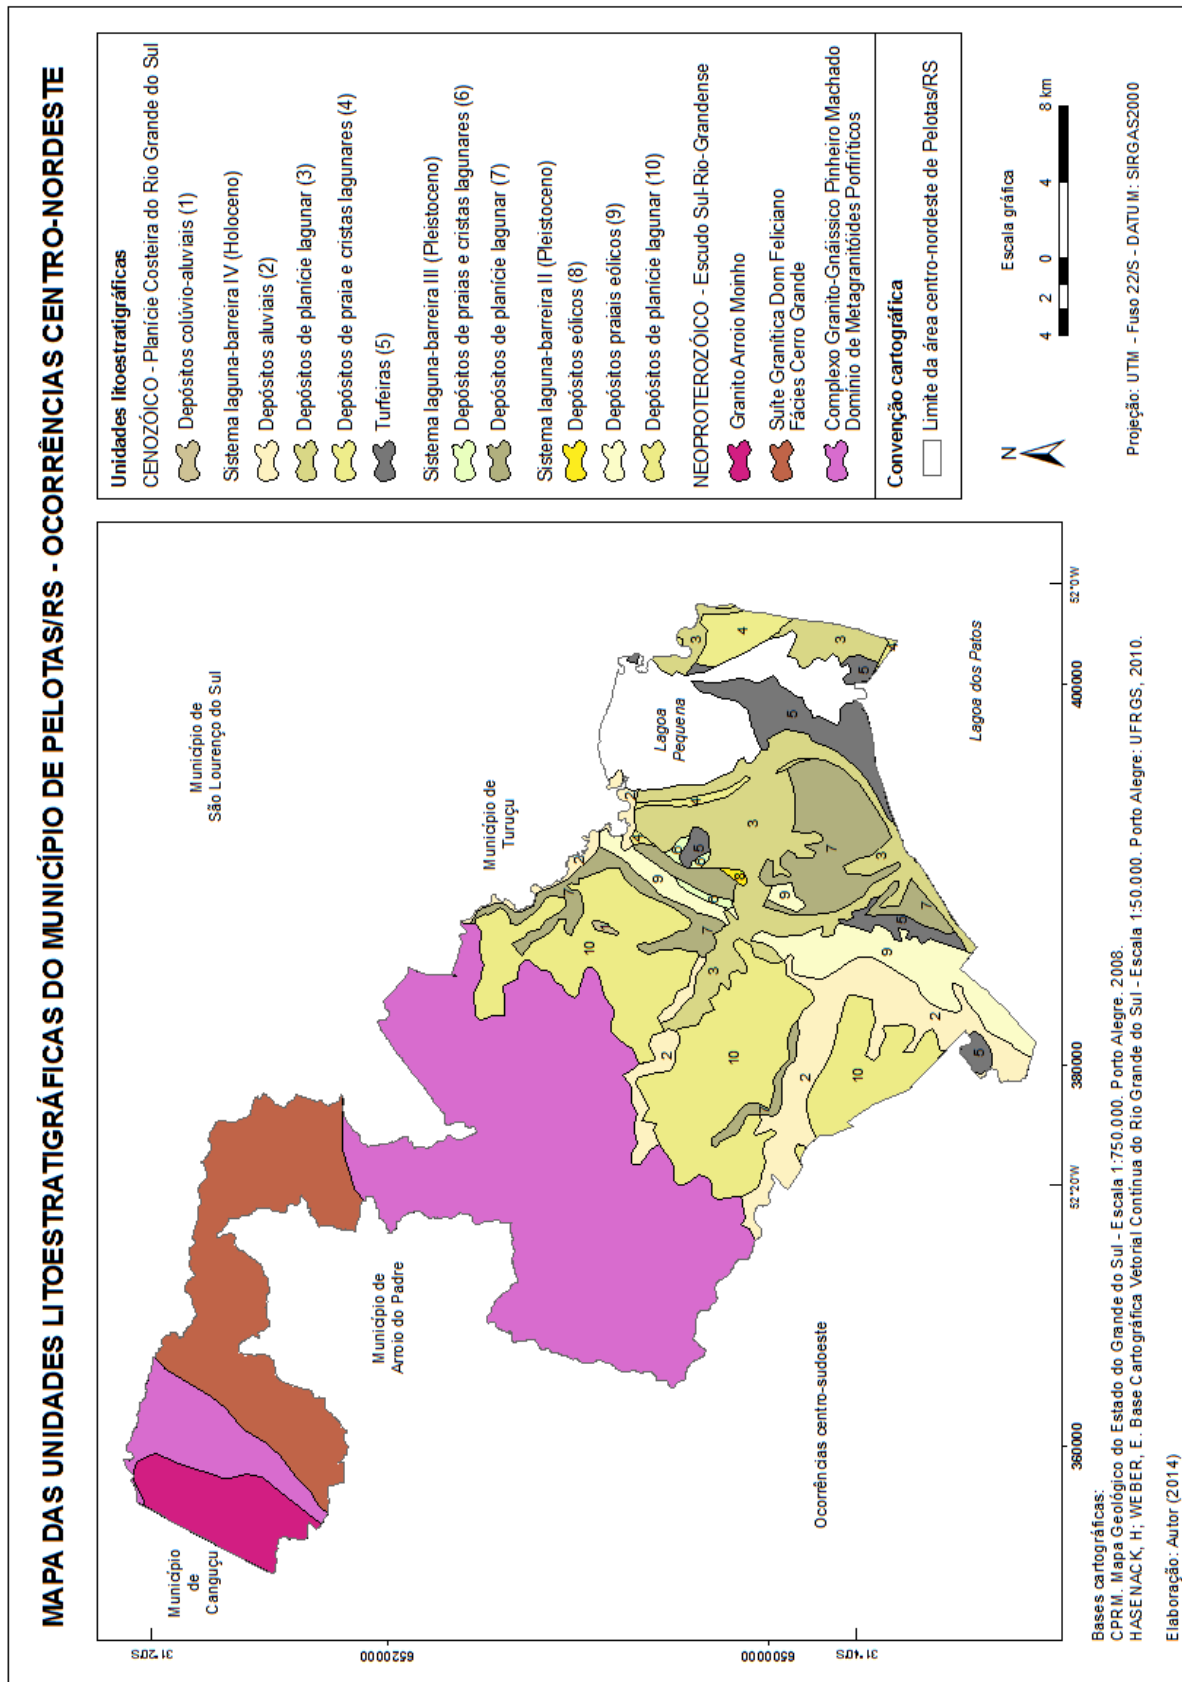 MAPA DAS UNIDADES LITOESTRATIGRÁFICAS DO MUNICÍPIO DE PELOTAS/RS - OCORRÊNCIAS CENTRO-NORDESTE
Município de
São Lourenço do Sul
Município de
Turuçu
Município
de
Canguçu
Município de
Arroio do Padre
Ocorrências centro-sudoeste
Lagoa
Pequena
Lagoa dos Patos
31°20'S
6520000
6500000
31°40'S
360000
52°20'W
380000
400000
52°0'W
Unidades litoestratigráficas
CENOZÓICO - Planície Costeira do Rio Grande do Sul
Depósitos colúvio-aluviais (1)
Sistema laguna-barreira IV (Holoceno)
Depósitos aluviais (2)
Depósitos de planície lagunar (3)
Depósitos de praia e cristas lagunares (4)
Turfeiras (5)
Sistema laguna-barreira III (Pleistoceno)
Depósitos de praias e cristas lagunares (6)
Depósitos de planície lagunar (7)
Sistema laguna-barreira II (Pleistoceno)
Depósitos eólicos (8)
Depósitos praiais eólicos (9)
Depósitos de planície lagunar (10)
NEOPROTEROZÓICO - Escudo Sul-Rio-Grandense
Granito Arroio Moinho
Suíte Granítica Dom Feliciano
Fácies Cerro Grande
Complexo Granito-Gnáissico Pinheiro Machado
Domínio de Metagranitóides Porfiríticos
Convenção cartográfica
Limite da área centro-nordeste de Pelotas/RS
N
Escala gráfica
4 2 0 4 8 km
Projeção: UTM - Fuso 22/S - DATUM: SIRGAS2000
Bases cartográficas:
CPRM. Mapa Geológico do Estado do Grande do Sul - Escala 1:750.000. Porto Alegre. 2008.
HASENACK, H; WEBER, E. Base Cartográfica Vetorial Contínua do Rio Grande do Sul - Escala 1:50.000. Porto Alegre: UFRGS, 2010.
Elaboração: Autor (2014)